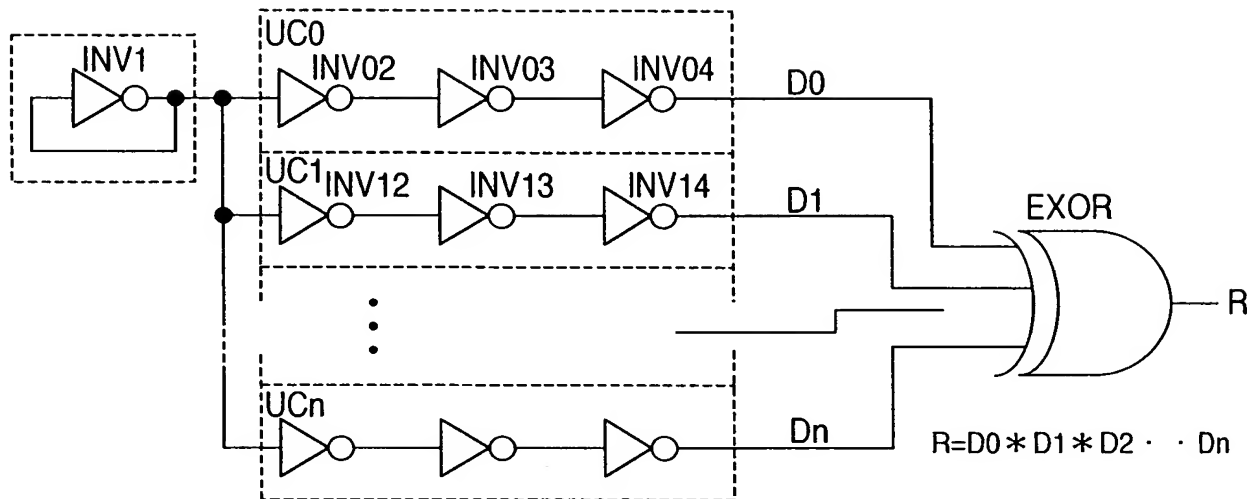 UC0
INV1
INV02 INV03 INV04
D0
UC1
INV12 INV13 INV14
D1
EXOR
R
UCn
Dn
R=D0*D1*D2 · · Dn